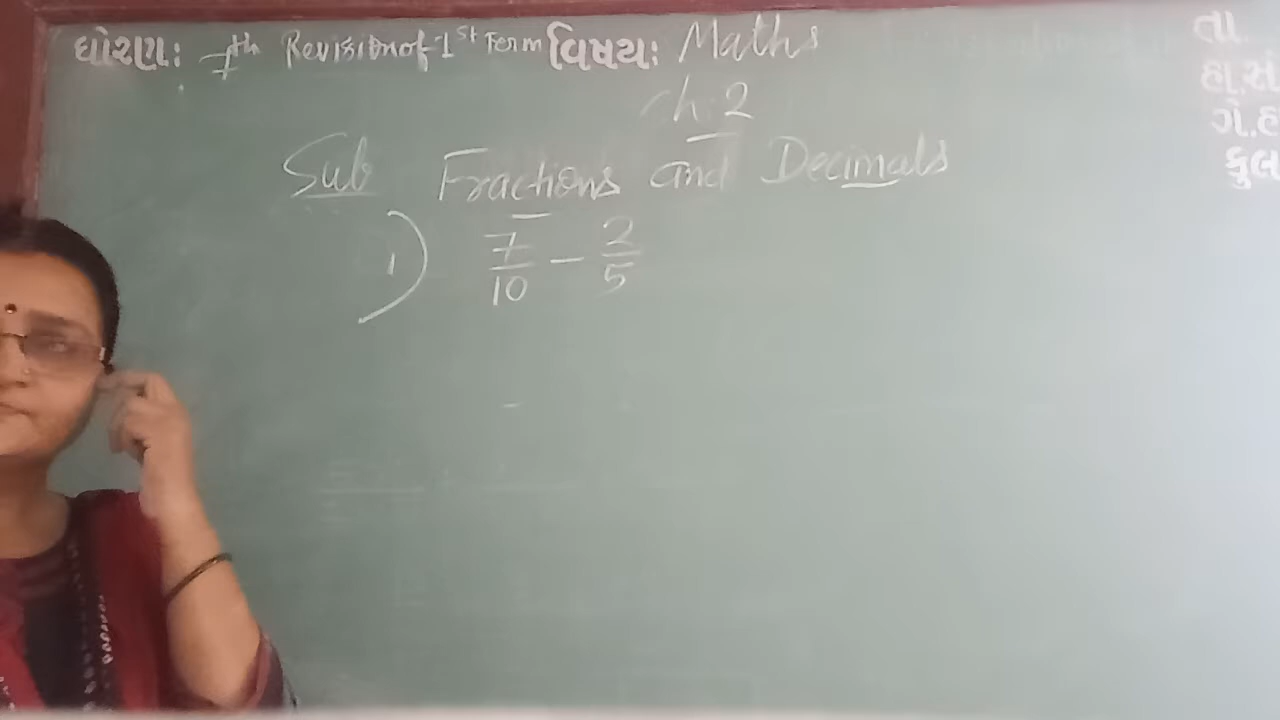 ધોરણ: 7th Revision of 1st Term વિષય: Maths
ch: 2
Sub Fractions and Decimals
1) 7/10 - 2/5
તા.
હા.સં
ગે.હ
કુલ